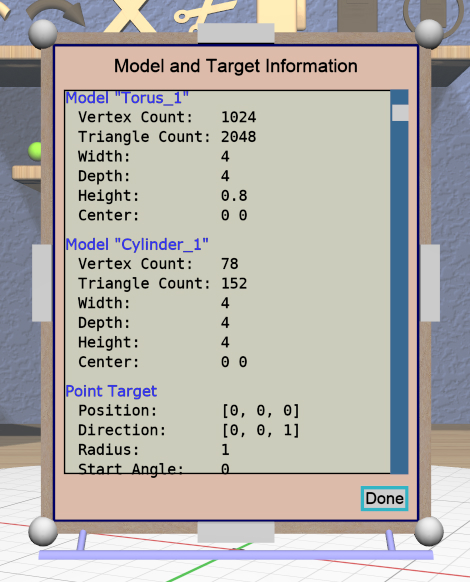 Model and Target Information
Model "Torus_1"
Vertex Count: 1024
Triangle Count: 2048
Width: 4
Depth: 4
Height: 0.8
Center: 0 0
Model "Cylinder_1"
Vertex Count: 78
Triangle Count: 152
Width: 4
Depth: 4
Height: 4
Center: 0 0
Point Target
Position: [0, 0, 0]
Direction: [0, 0, 1]
Radius: 1
Start Angle: 0
Done